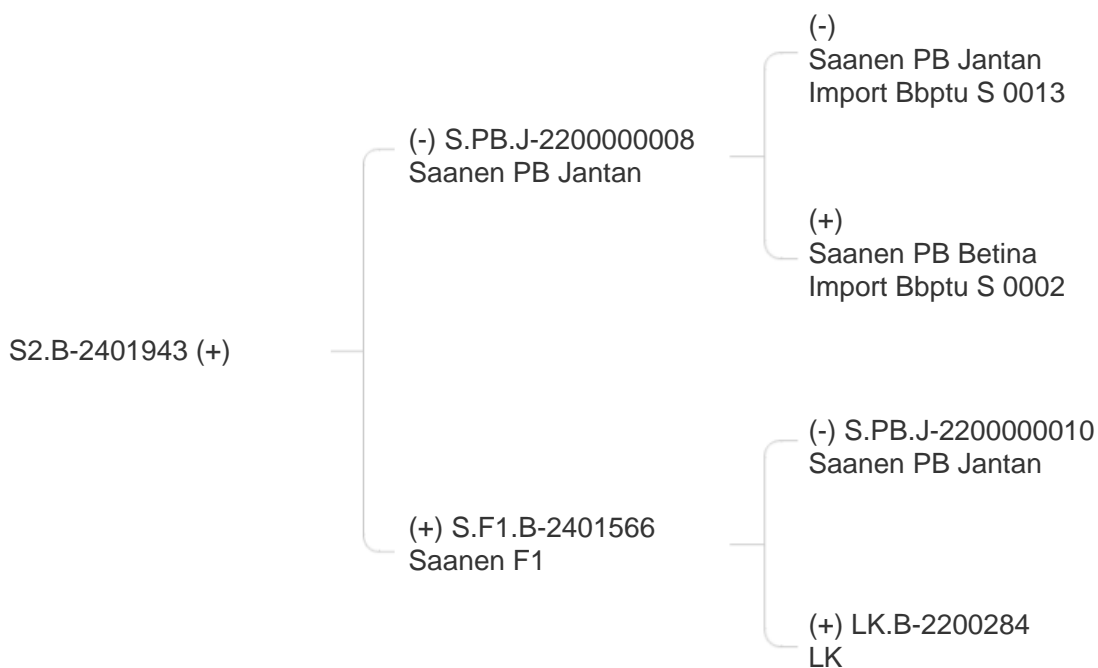 (-)
Saanen PB Jantan
Import Bbptu S 0013
(-) S.PB.J-2200000008
Saanen PB Jantan
(+)
Saanen PB Betina
Import Bbptu S 0002
S2.B-2401943 (+)
(-) S.PB.J-2200000010
Saanen PB Jantan
(+) S.F1.B-2401566
Saanen F1
(+) LK.B-2200284
LK